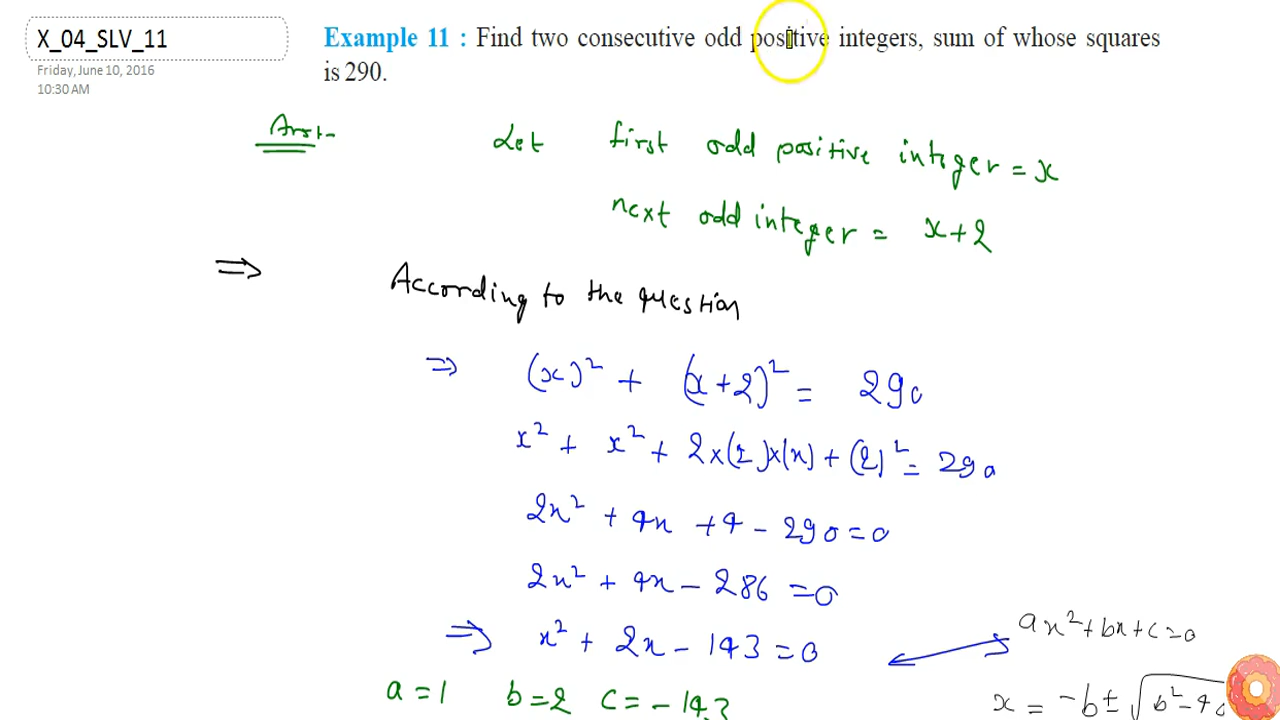 X_04_SLV_11
Friday, June 10, 2016
10:30 AM
Example 11 : Find two consecutive odd positive integers, sum of whose squares
is 290.
Let first odd positive integer = x
next odd integer = x+2
⇒ According to the question
⇒ (x)² + (x+2)² = 290
x² + x² + 2×(2)×(x) + (2)² = 290
2x² + 4x + 4 - 290 = 0
2x² + 4x - 286 = 0
⇒ x² + 2x - 143 = 0
ax² + bx + c = 0
a = 1 b = 2 c = - 143
x = -b ± √b² - 4